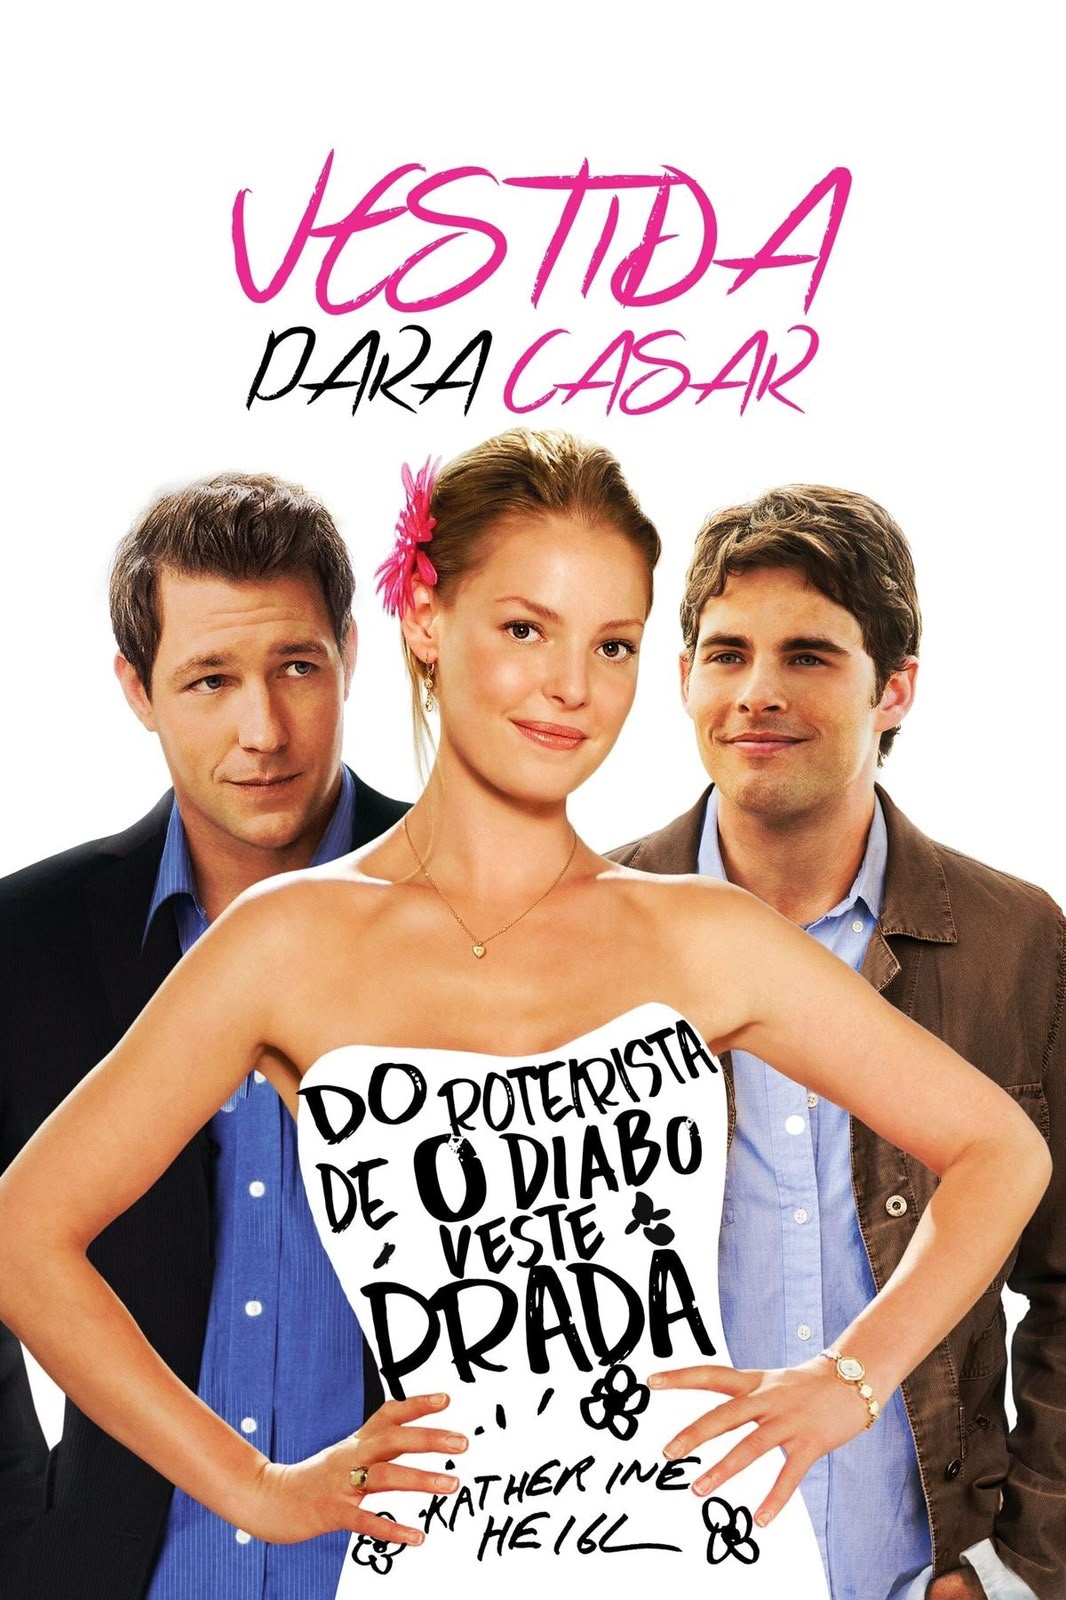 VESTIDA
PARA CASAR
DO ROTEIRISTA
DE O DIABO
VESTE
PRADA
KATHERINE
HEIGL